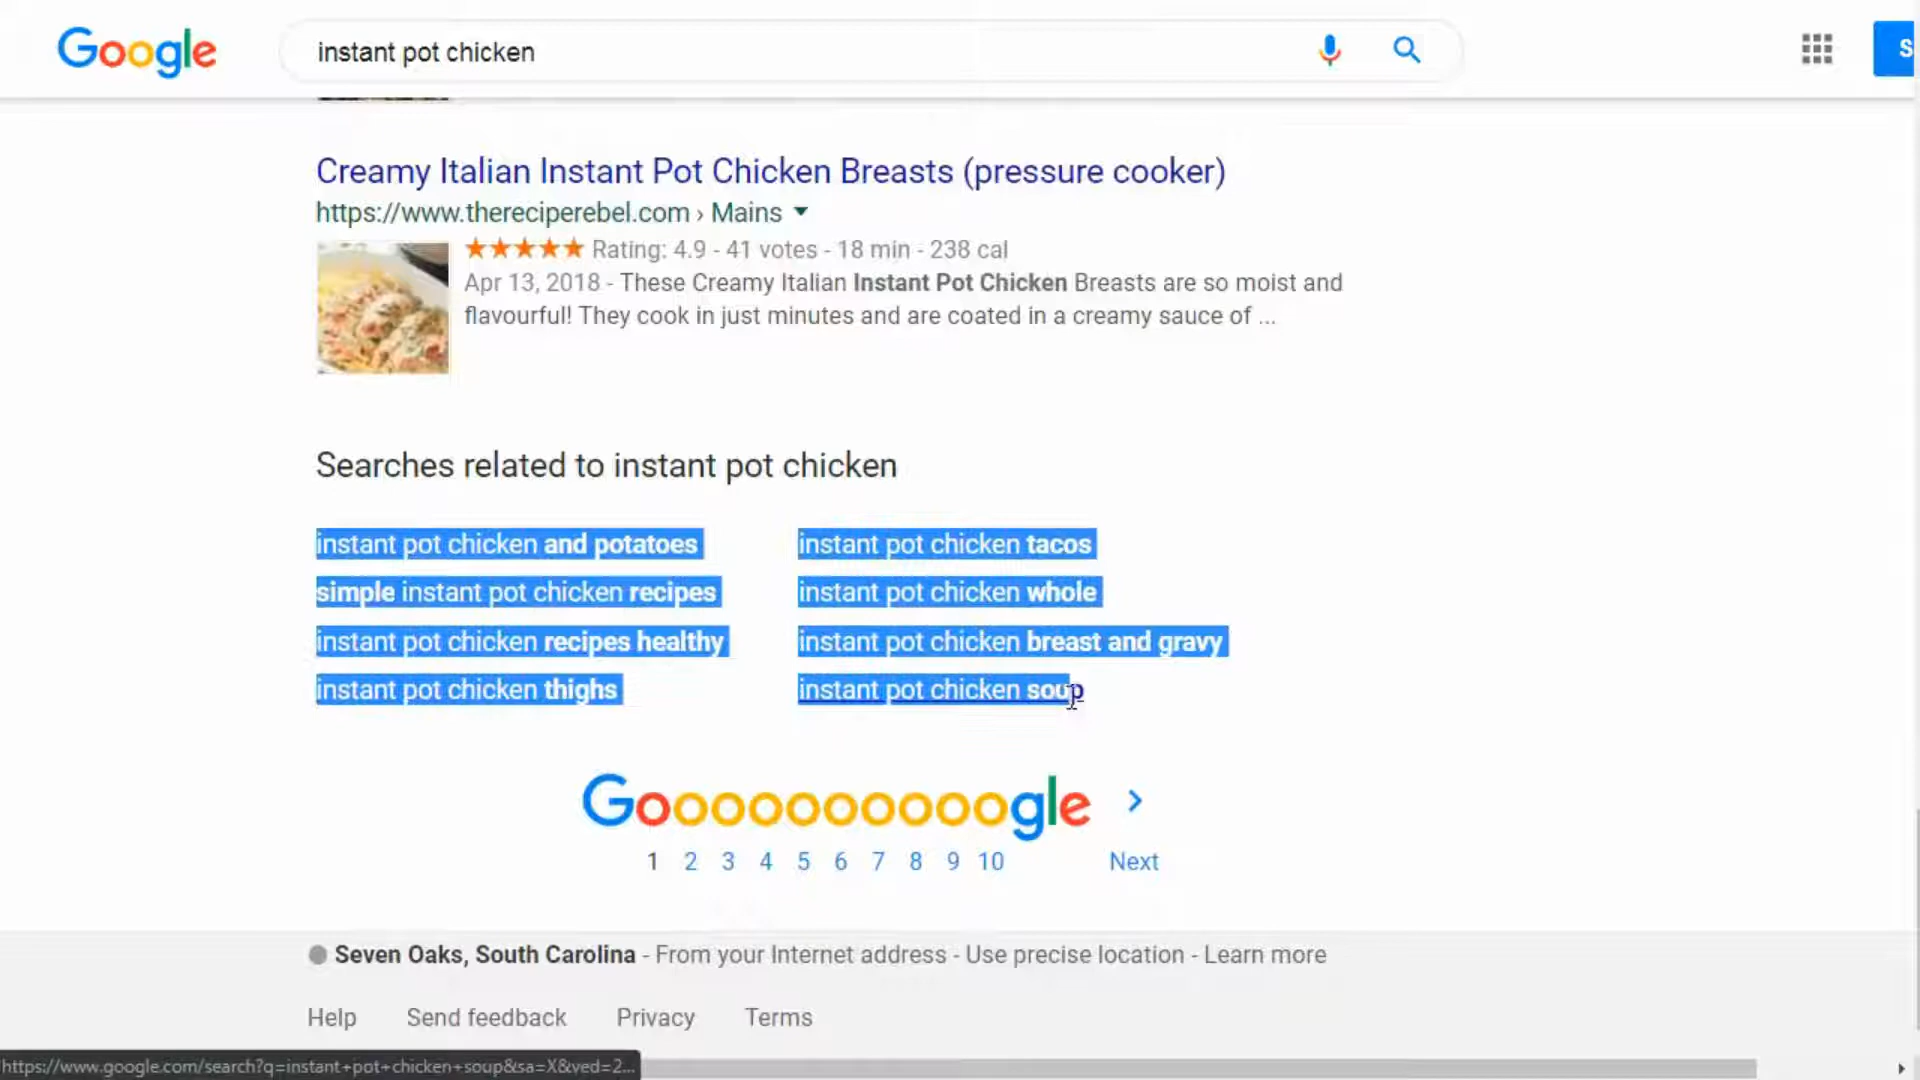 Google
instant pot chicken
S
Creamy Italian Instant Pot Chicken Breasts (pressure cooker)
https://www.thereciperebel.com › Mains
Rating: 4.9 - 41 votes - 18 min - 238 cal
Apr 13, 2018 - These Creamy Italian Instant Pot Chicken Breasts are so moist and
flavourful! They cook in just minutes and are coated in a creamy sauce of ...
Searches related to instant pot chicken
instant pot chicken and potatoes
simple instant pot chicken recipes
instant pot chicken recipes healthy
instant pot chicken thighs
instant pot chicken tacos
instant pot chicken whole
instant pot chicken breast and gravy
instant pot chicken soup
Goooooooooogle
1 2 3 4 5 6 7 8 9 10 Next
Seven Oaks, South Carolina - From your Internet address - Use precise location - Learn more
Help Send feedback Privacy Terms
https://www.google.com/search?q=instant+pot+chicken+soup&sa=X&ved=2...